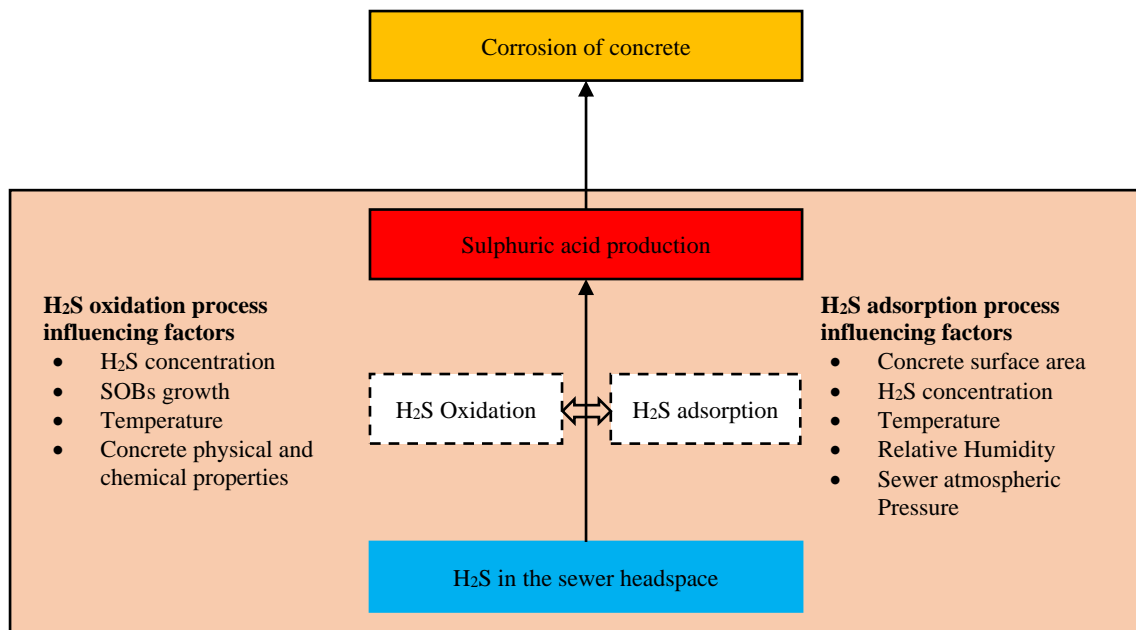 Corrosion of concrete
Sulphuric acid production
H₂S oxidation process
influencing factors
• H₂S concentration
• SOBs growth
• Temperature
• Concrete physical and
chemical properties
H₂S Oxidation
H₂S adsorption
H₂S adsorption process
influencing factors
• Concrete surface area
• H₂S concentration
• Temperature
• Relative Humidity
• Sewer atmospheric
Pressure
H₂S in the sewer headspace